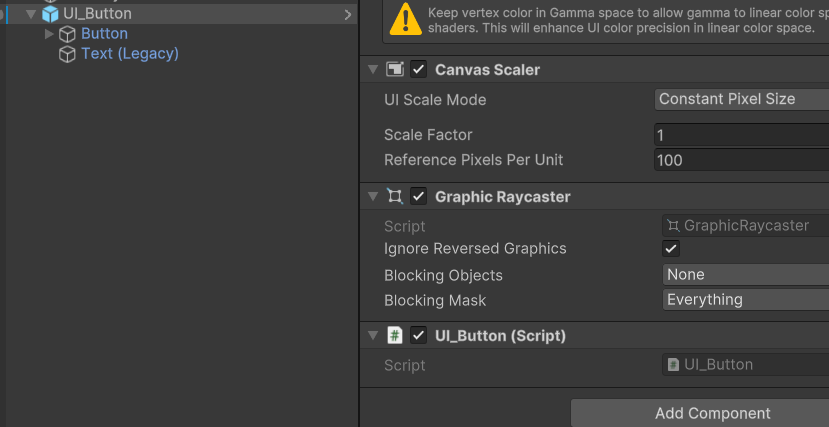 UI_Button
Button
Text (Legacy)
Keep vertex color in Gamma space to allow gamma to linear color sp
shaders. This will enhance UI color precision in linear color space.
Canvas Scaler
UI Scale Mode
Constant Pixel Size
Scale Factor
1
Reference Pixels Per Unit
100
Graphic Raycaster
Script
GraphicRaycaster
Ignore Reversed Graphics
Blocking Objects
None
Blocking Mask
Everything
# UI_Button (Script)
Script
# UI_Button
Add Component